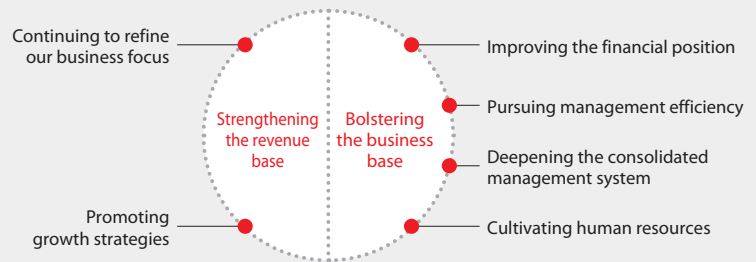 Continuing to refine
our business focus
Promoting
growth strategies
Strengthening
the revenue
base
Bolstering
the business
base
Improving the financial position
Pursuing management efficiency
Deepening the consolidated
management system
Cultivating human resources